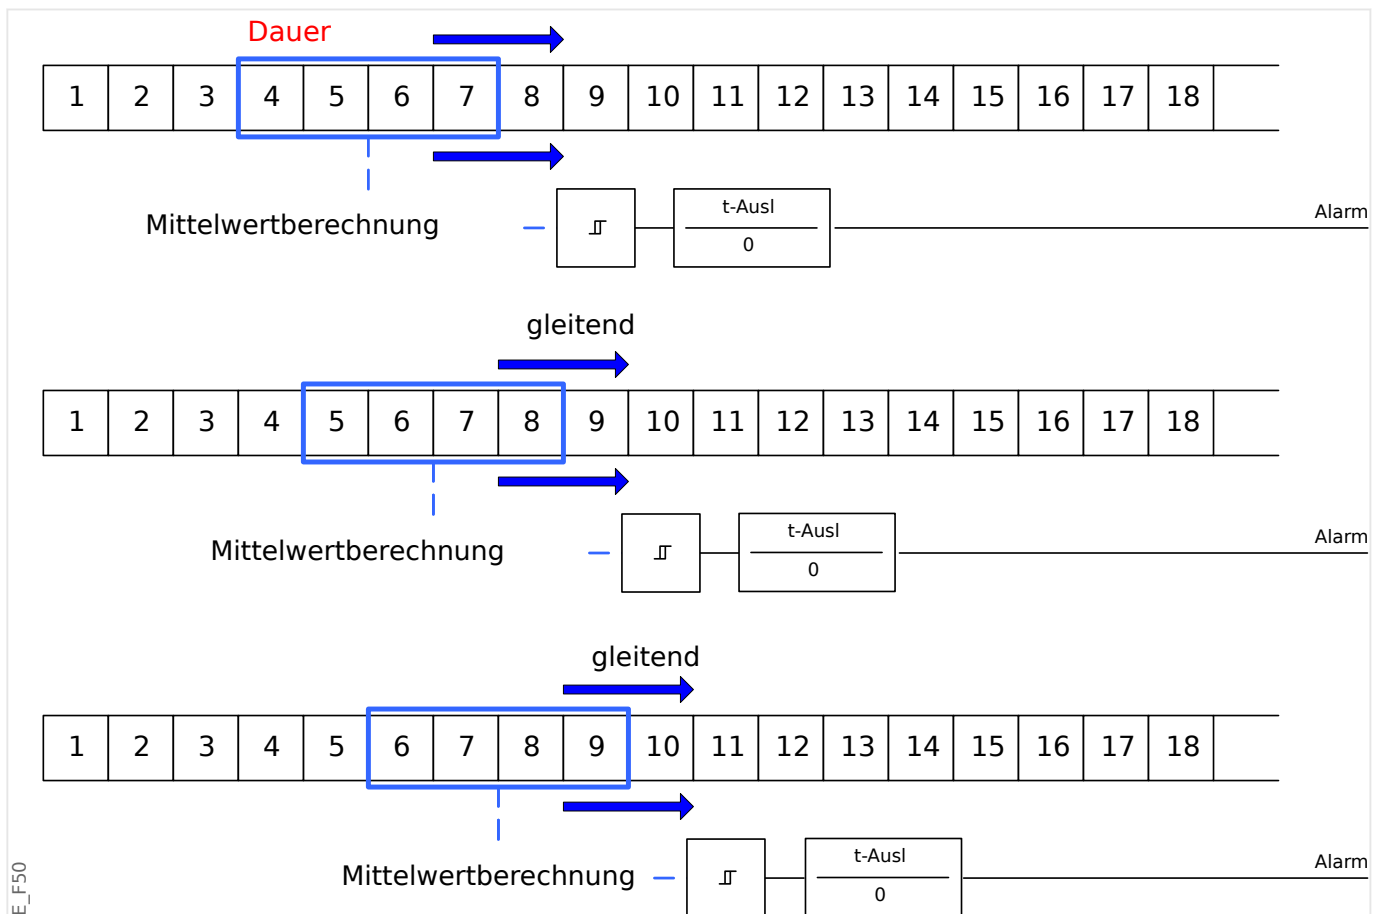 Dauer
1 2 3 4 5 6 7 8 9 10 11 12 13 14 15 16 17 18
Mittelwertberechnung
t-Ausl
0
Alarm
gleitend
1 2 3 4 5 6 7 8 9 10 11 12 13 14 15 16 17 18
Mittelwertberechnung
t-Ausl
0
Alarm
gleitend
1 2 3 4 5 6 7 8 9 10 11 12 13 14 15 16 17 18
Mittelwertberechnung
t-Ausl
0
Alarm
E_F50